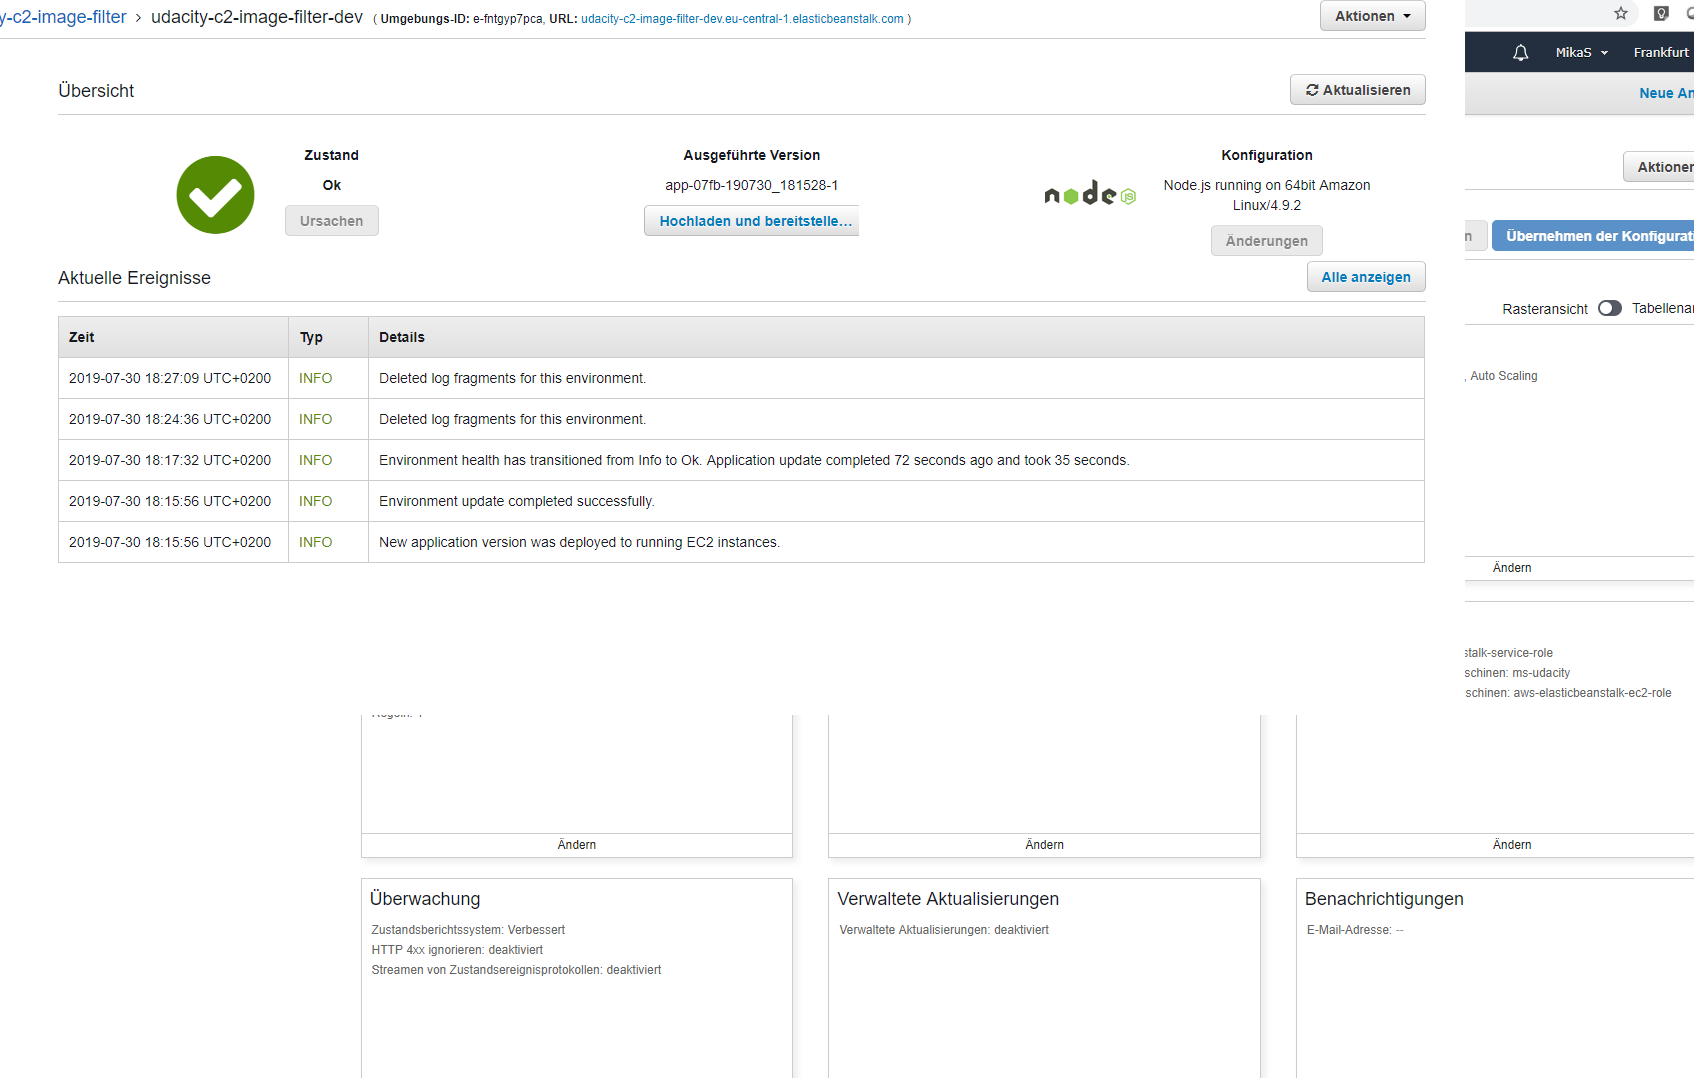 y-c2-image-filter › udacity-c2-image-filter-dev ( Umgebungs-ID: e-fntgyp7pca, URL: udacity-c2-image-filter-dev.eu-central-1.elasticbeanstalk.com )
Aktionen
Übersicht
Aktualisieren
Zustand
Ok
Ursachen
Ausgeführte Version
app-07fb-190730_181528-1
Hochladen und bereitstelle...
node JS
Konfiguration
Node.js running on 64bit Amazon
Linux/4.9.2
Änderungen
Aktuelle Ereignisse
Alle anzeigen
Zeit Typ Details
2019-07-30 18:27:09 UTC+0200 INFO Deleted log fragments for this environment.
2019-07-30 18:24:36 UTC+0200 INFO Deleted log fragments for this environment.
2019-07-30 18:17:32 UTC+0200 INFO Environment health has transitioned from Info to Ok. Application update completed 72 seconds ago and took 35 seconds.
2019-07-30 18:15:56 UTC+0200 INFO Environment update completed successfully.
2019-07-30 18:15:56 UTC+0200 INFO New application version was deployed to running EC2 instances.
MikaS Frankfurt
Neue An
Aktionen
n Übernehmen der Konfigurati
Rasteransicht Tabellenan
, Auto Scaling
Ändern
stalk-service-role
schinen: ms-udacity
schinen: aws-elasticbeanstalk-ec2-role
Ändern
Ändern
Ändern
Überwachung
Zustandsberichtssystem: Verbessert
HTTP 4xx ignorieren: deaktiviert
Streamen von Zustandsereignisprotokollen: deaktiviert
Verwaltete Aktualisierungen
Verwaltete Aktualisierungen: deaktiviert
Benachrichtigungen
E-Mail-Adresse: --